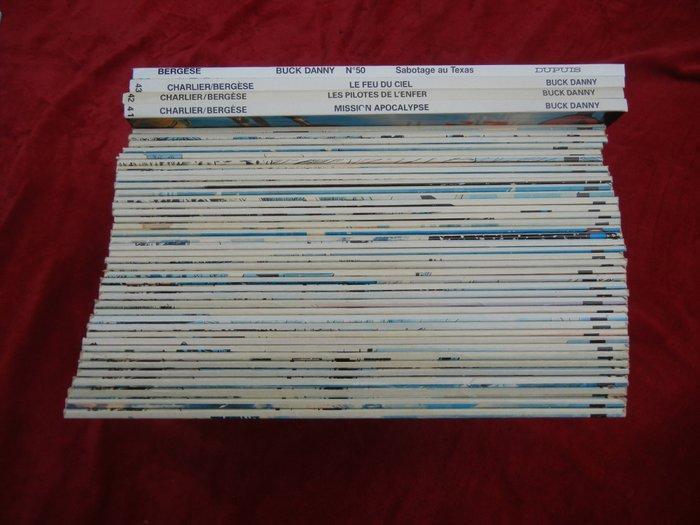 BERGÈSE BUCK DANNY N°50 Sabotage au Texas DUPUIS
43 CHARLIER/BERGÈSE LE FEU DU CIEL BUCK DANNY
42 CHARLIER/BERGÈSE LES PILOTES DE L'ENFER BUCK DANNY
41 CHARLIER/BERGÈSE MISSION APOCALYPSE BUCK DANNY